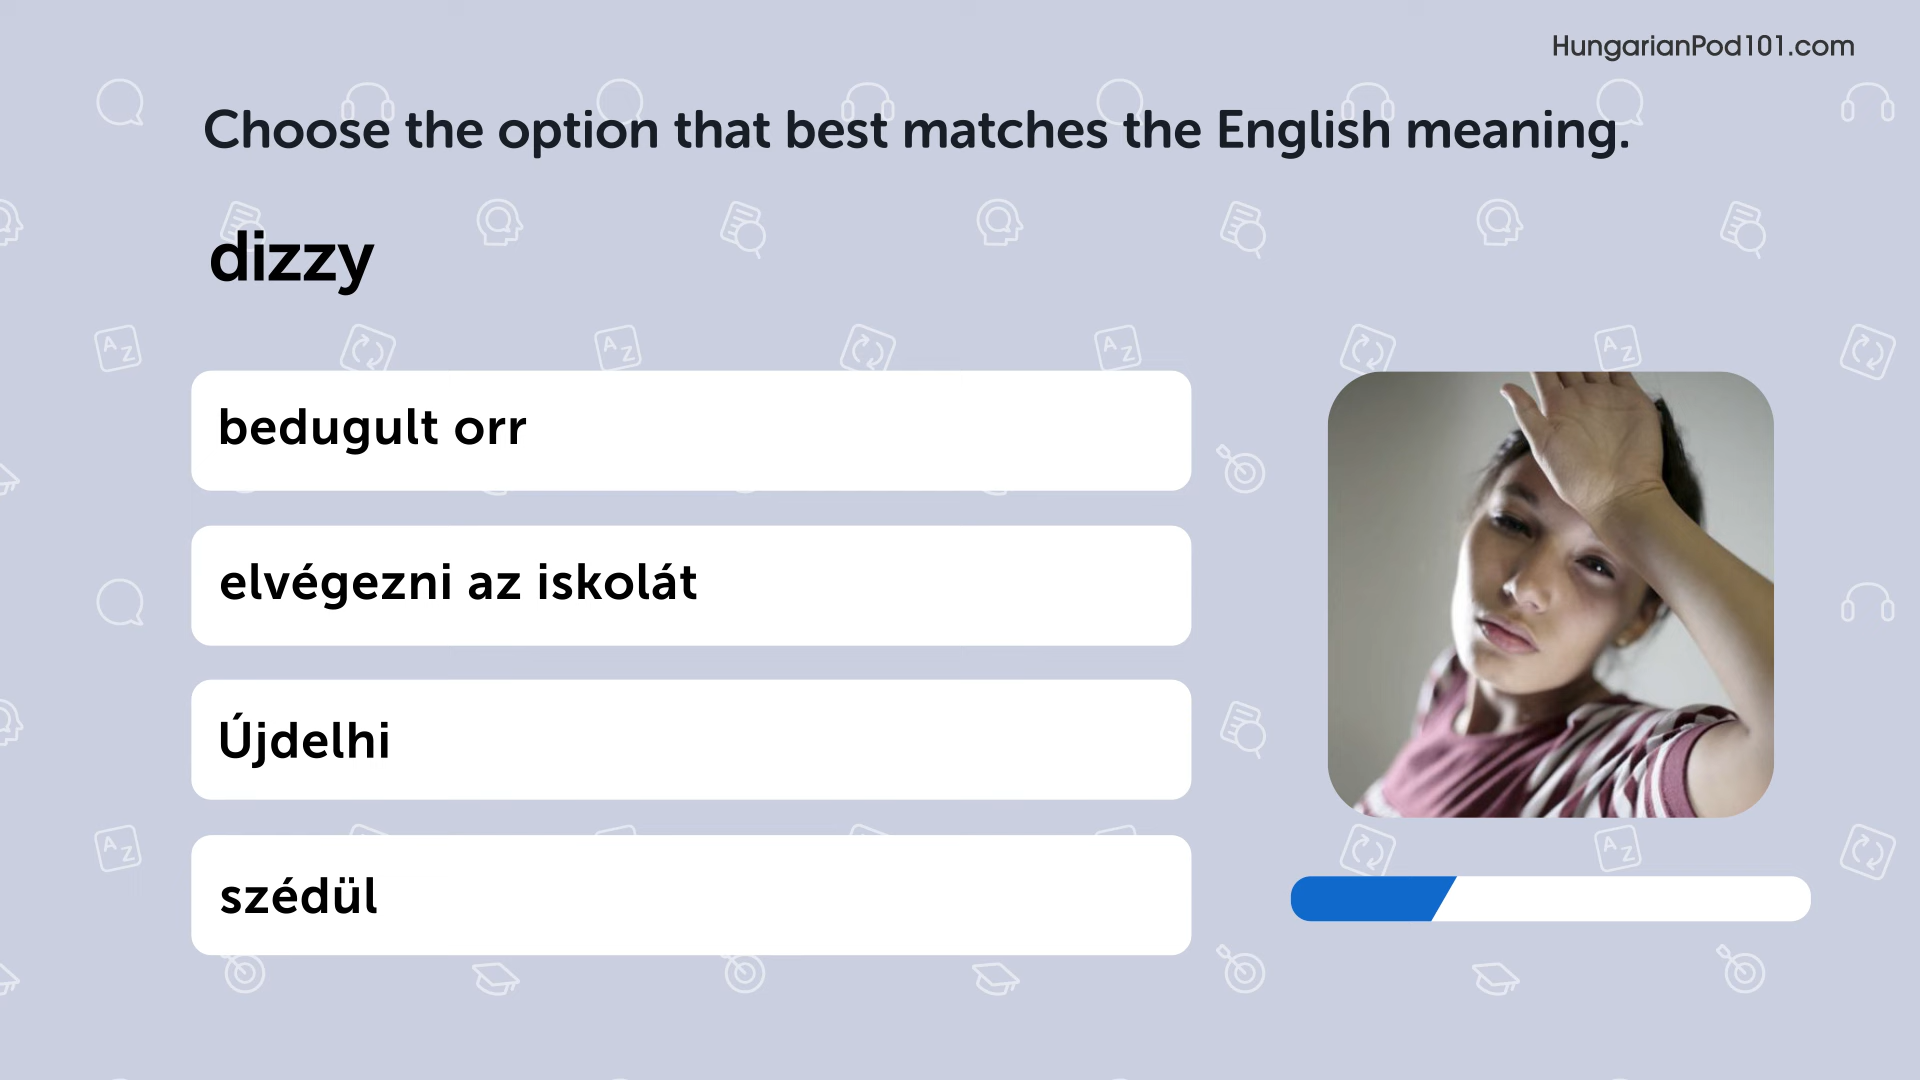 HungarianPod101.com
Choose the option that best matches the English meaning.
dizzy
bedugult orr
elvégezni az iskolát
Újdelhi
szédül